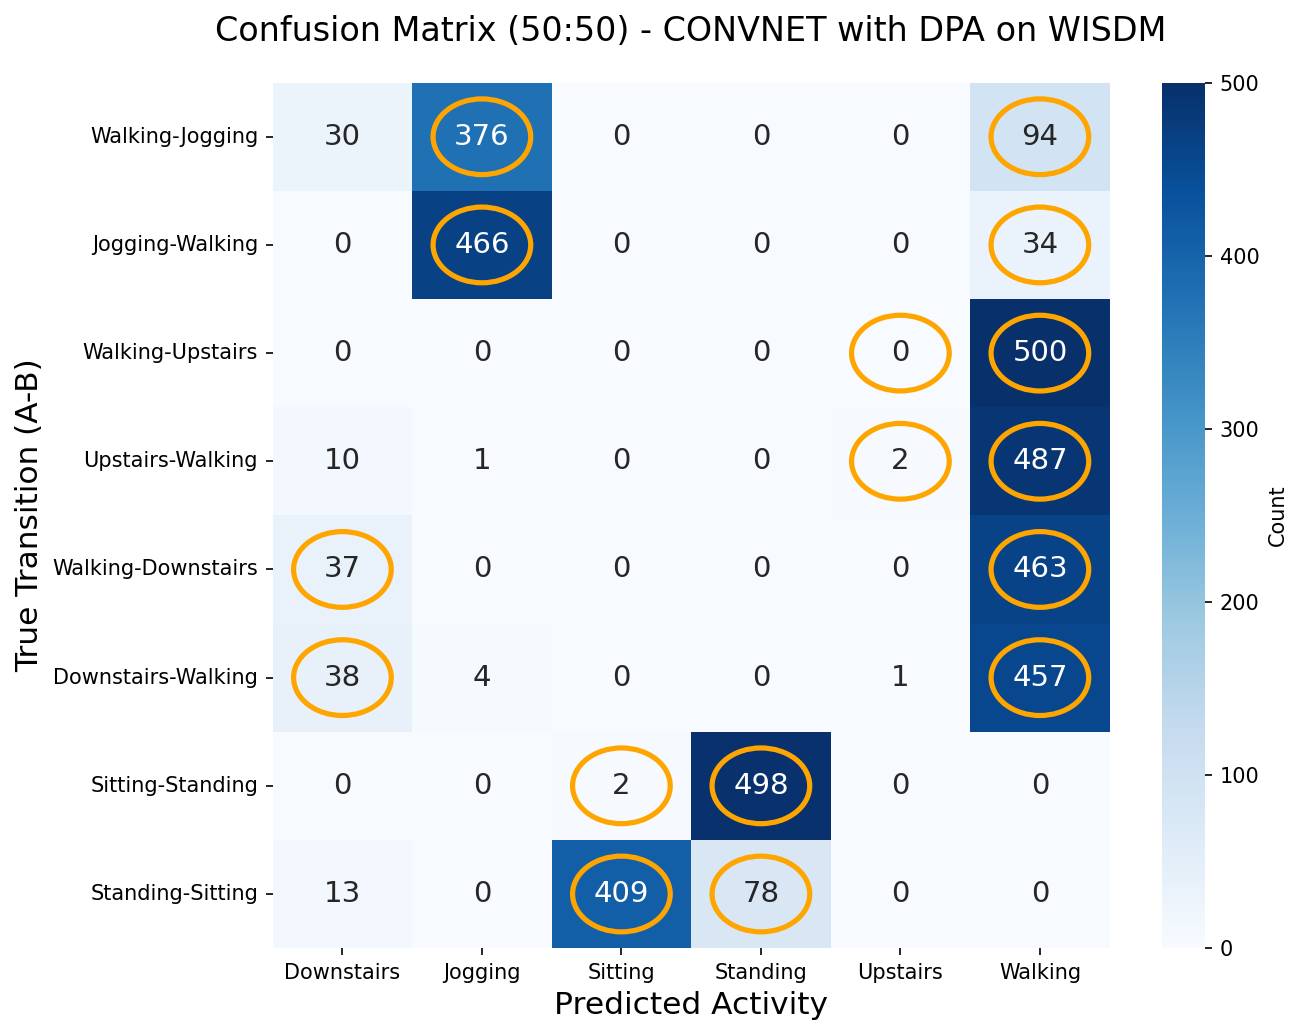 Confusion Matrix (50:50) - CONVNET with DPA on WISDM
True Transition (A-B)
Walking-Jogging 30 376 0 0 0 94
Jogging-Walking 0 466 0 0 0 34
Walking-Upstairs 0 0 0 0 0 500
Upstairs-Walking 10 1 0 0 2 487
Walking-Downstairs 37 0 0 0 0 463
Downstairs-Walking 38 4 0 0 1 457
Sitting-Standing 0 0 2 498 0 0
Standing-Sitting 13 0 409 78 0 0
Downstairs Jogging Sitting Standing Upstairs Walking
Predicted Activity
500
400
300
200
100
0
Count